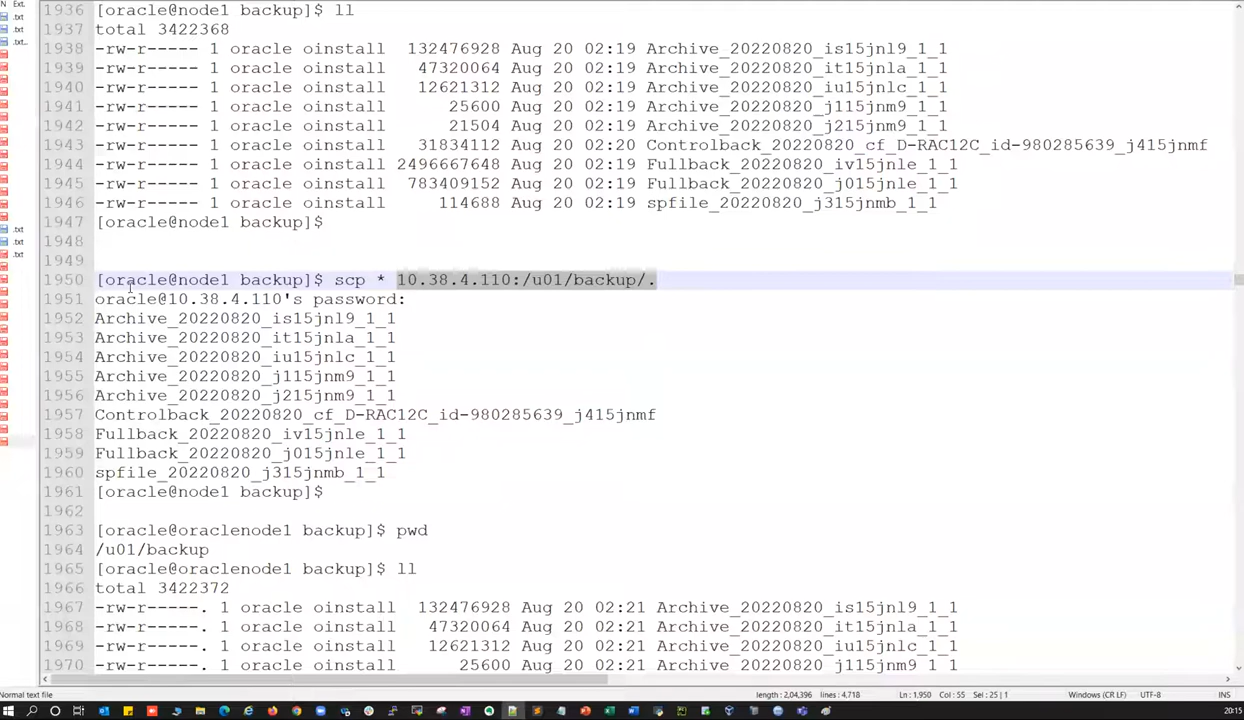 N Ext.
.txt
.txt
.txt...
.txt
.txt
.txt
1936 [oracle@node1 backup]$ ll
1937 total 3422368
1938 -rw-r----- 1 oracle oinstall 132476928 Aug 20 02:19 Archive_20220820_is15jnl9_1_1
1939 -rw-r----- 1 oracle oinstall 47320064 Aug 20 02:19 Archive_20220820_it15jnla_1_1
1940 -rw-r----- 1 oracle oinstall 12621312 Aug 20 02:19 Archive_20220820_iu15jnlc_1_1
1941 -rw-r----- 1 oracle oinstall 25600 Aug 20 02:19 Archive_20220820_j115jnm9_1_1
1942 -rw-r----- 1 oracle oinstall 21504 Aug 20 02:19 Archive_20220820_j215jnm9_1_1
1943 -rw-r----- 1 oracle oinstall 31834112 Aug 20 02:20 Controlback_20220820_cf_D-RAC12C_id-980285639_j415jnmf
1944 -rw-r----- 1 oracle oinstall 2496667648 Aug 20 02:19 Fullback_20220820_iv15jnle_1_1
1945 -rw-r----- 1 oracle oinstall 783409152 Aug 20 02:19 Fullback_20220820_j015jnle_1_1
1946 -rw-r----- 1 oracle oinstall 114688 Aug 20 02:19 spfile_20220820_j315jnmb_1_1
1947 [oracle@node1 backup]$
1948
1949
1950 [oracle@node1 backup]$ scp * 10.38.4.110:/u01/backup/.
1951 oracle@10.38.4.110's password:
1952 Archive_20220820_is15jnl9_1_1
1953 Archive_20220820_it15jnla_1_1
1954 Archive_20220820_iu15jnlc_1_1
1955 Archive_20220820_j115jnm9_1_1
1956 Archive_20220820_j215jnm9_1_1
1957 Controlback_20220820_cf_D-RAC12C_id-980285639_j415jnmf
1958 Fullback_20220820_iv15jnle_1_1
1959 Fullback_20220820_j015jnle_1_1
1960 spfile_20220820_j315jnmb_1_1
1961 [oracle@node1 backup]$
1962
1963 [oracle@oraclenode1 backup]$ pwd
1964 /u01/backup
1965 [oracle@oraclenode1 backup]$ ll
1966 total 3422372
1967 -rw-r-----. 1 oracle oinstall 132476928 Aug 20 02:21 Archive_20220820_is15jnl9_1_1
1968 -rw-r-----. 1 oracle oinstall 47320064 Aug 20 02:21 Archive_20220820_it15jnla_1_1
1969 -rw-r-----. 1 oracle oinstall 12621312 Aug 20 02:21 Archive_20220820_iu15jnlc_1_1
1970 -rw-r-----. 1 oracle oinstall 25600 Aug 20 02:21 Archive_20220820_j115jnm9_1_1
Normal text file length : 2,04,396 lines : 4,718 Ln : 1,950 Col : 55 Sel : 25 | 1 Windows (CR LF) UTF-8 INS
20:15